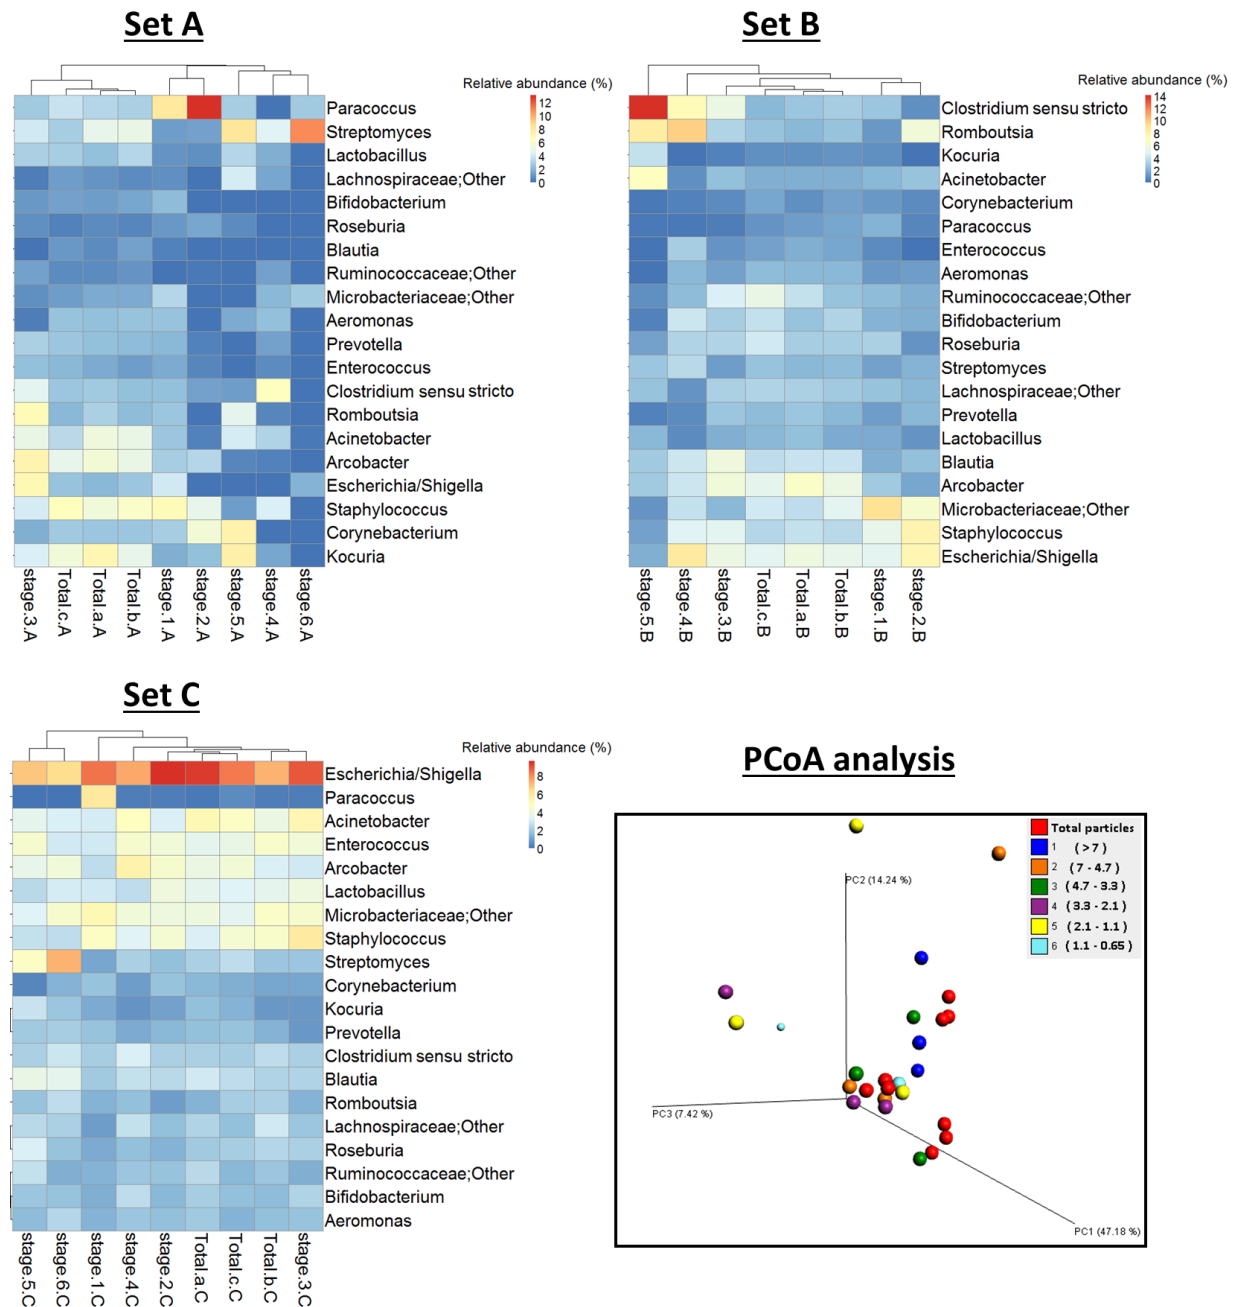 Set A
Relative abundance (%)
12
10
8
6
4
2
0
Paracoccus
Streptomyces
Lactobacillus
Lachnospiraceae;Other
Bifidobacterium
Roseburia
Blautia
Ruminococcaceae;Other
Microbacteriaceae;Other
Aeromonas
Prevotella
Enterococcus
Clostridium sensu stricto
Romboutsia
Acinetobacter
Arcobacter
Escherichia/Shigella
Staphylococcus
Corynebacterium
Kocuria
stage.3.A
Total.c.A
Total.a.A
Total.b.A
stage.1.A
stage.2.A
stage.5.A
stage.4.A
stage.6.A
Set B
Relative abundance (%)
14
12
10
8
6
4
2
0
Clostridium sensu stricto
Romboutsia
Kocuria
Acinetobacter
Corynebacterium
Paracoccus
Enterococcus
Aeromonas
Ruminococcaceae;Other
Bifidobacterium
Roseburia
Streptomyces
Lachnospiraceae;Other
Prevotella
Lactobacillus
Blautia
Arcobacter
Microbacteriaceae;Other
Staphylococcus
Escherichia/Shigella
stage.5.B
stage.4.B
stage.3.B
Total.c.B
Total.a.B
Total.b.B
stage.1.B
stage.2.B
Set C
Relative abundance (%)
8
6
4
2
0
Escherichia/Shigella
Paracoccus
Acinetobacter
Enterococcus
Arcobacter
Lactobacillus
Microbacteriaceae;Other
Staphylococcus
Streptomyces
Corynebacterium
Kocuria
Prevotella
Clostridium sensu stricto
Blautia
Romboutsia
Lachnospiraceae;Other
Roseburia
Ruminococcaceae;Other
Bifidobacterium
Aeromonas
stage.5.C
stage.6.C
stage.1.C
stage.4.C
stage.2.C
Total.a.C
Total.c.C
Total.b.C
stage.3.C
PCoA analysis
Total particles
1 (>7 )
2 (7 - 4.7)
3 (4.7 - 3.3)
4 (3.3 - 2.1)
5 (2.1 - 1.1)
6 (1.1 - 0.65)
PC2 (14.24 %)
PC3 (7.42 %)
PC1 (47.18 %)